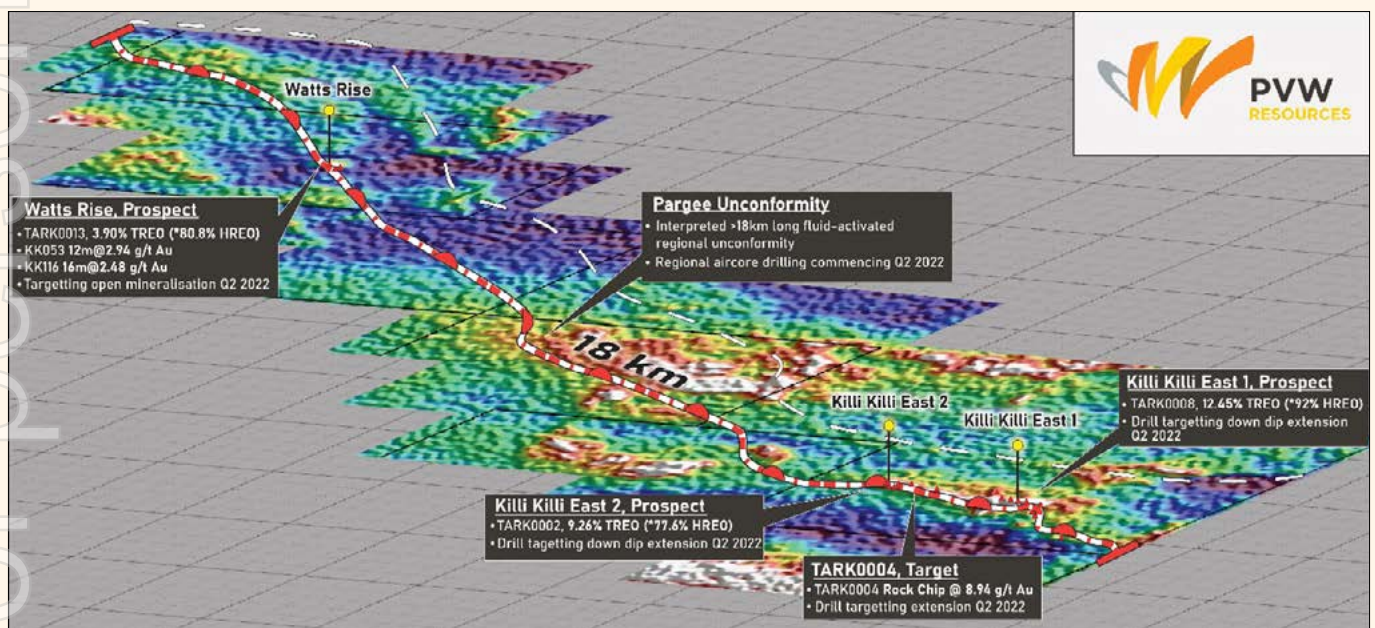 PVW
RESOURCES
Watts Rise
Watts Rise, Prospect
• TARK0013, 3.90% TREO (*80.8% HREO)
• KK053 12m@2.94 g/t Au
• KK116 16m@2.48 g/t Au
• Targetting open mineralisation Q2 2022
Pargee Unconformity
• Interpreted >18km long fluid-activated
regional unconformity
• Regional aircore drilling commencing Q2 2022
18 km
Killi Killi East 2
Killi Killi East 1
Killi Killi East 1, Prospect
• TARK0008, 12.45% TREO (*92% HREO)
• Drill targetting down dip extension
Q2 2022
Killi Killi East 2, Prospect
• TARK0002, 9.26% TREO (*77.6% HREO)
• Drill tagetting down dip extension Q2 2022
TARK0004, Target
• TARK0004 Rock Chip @ 8.94 g/t Au
• Drill targetting extension Q2 2022